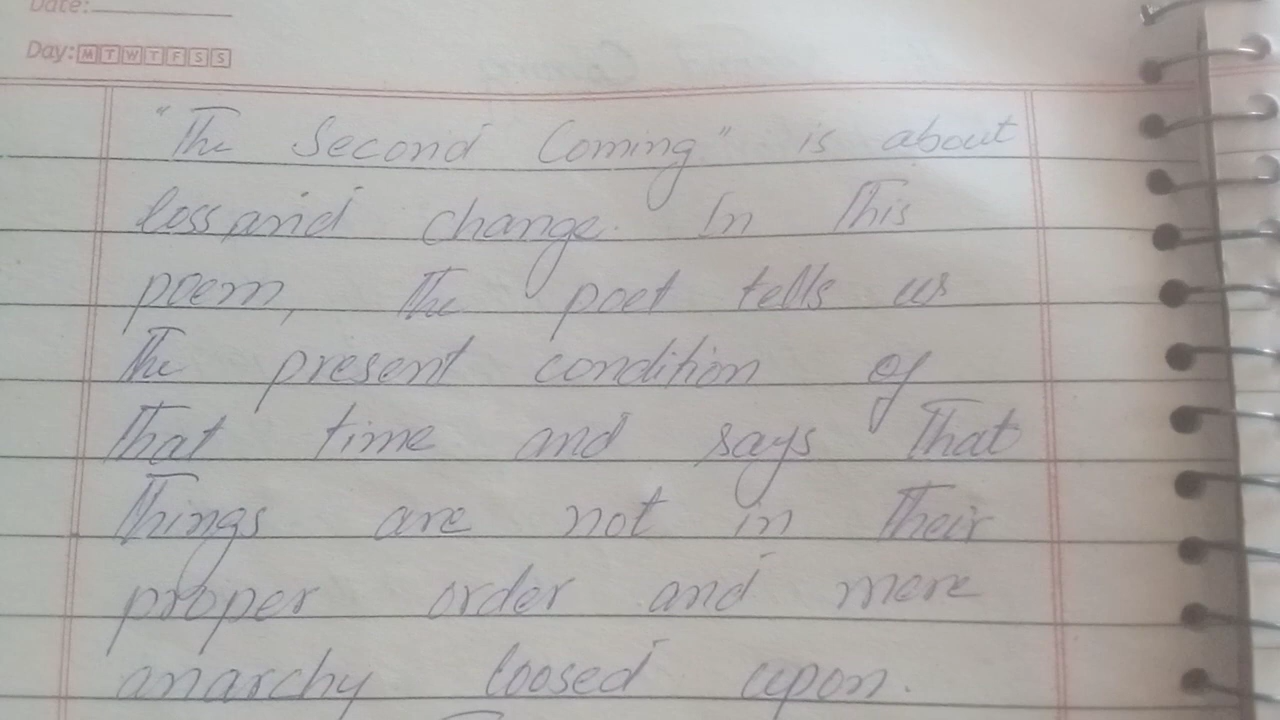 Date:
Day: M T W T F S S
"The Second Coming" is about
loss and change. In this
poem, the poet tells us
the present condition of
that time and says that
things are not in their
proper order and mere
anarchy loosed upon.